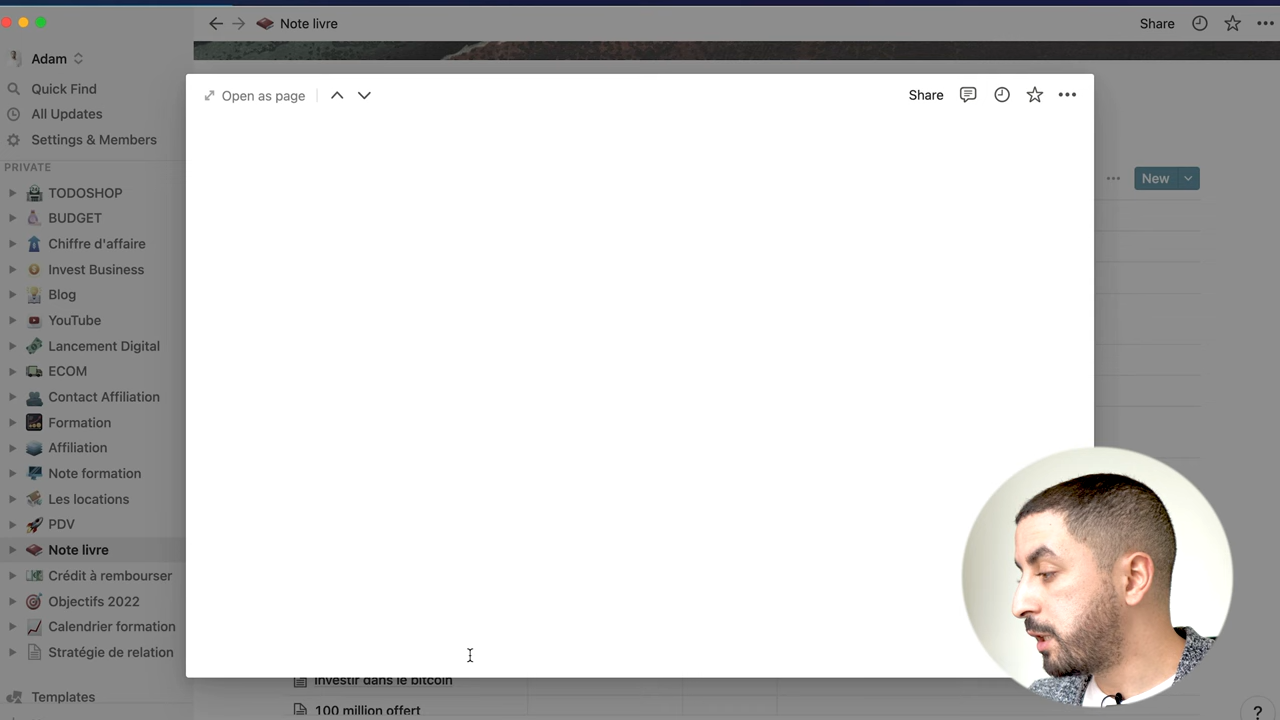 Note livre
Share
Adam
Quick Find
All Updates
Settings & Members
PRIVATE
TODOSHOP
BUDGET
Chiffre d'affaire
Invest Business
Blog
YouTube
Lancement Digital
ECOM
Contact Affiliation
Formation
Affiliation
Note formation
Les locations
PDV
Note livre
Crédit à rembourser
Objectifs 2022
Calendrier formation
Stratégie de relation
Templates
Open as page
Share
New
investir dans le bitcoin
100 million offert
?